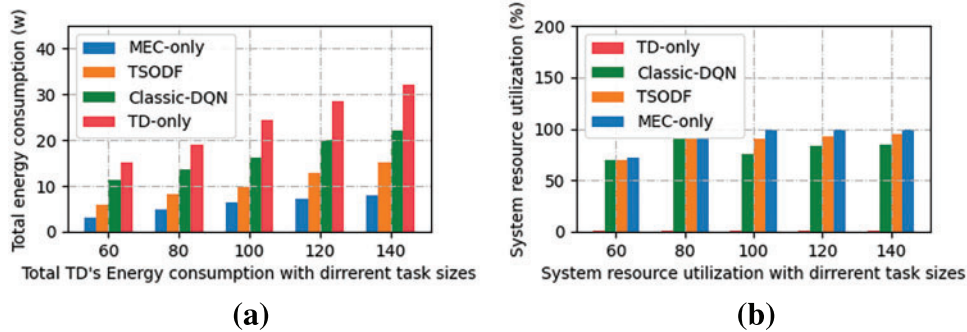 Total energy consumption (w)
40
30
20
10
0
MEC-only
TSODF
Classic-DQN
TD-only
60 80 100 120 140
Total TD's Energy consumption with dirrerent task sizes
(a)
System resource utilization (%)
200
150
100
50
0
TD-only
Classic-DQN
TSODF
MEC-only
60 80 100 120 140
System resource utilization with dirrerent task sizes
(b)